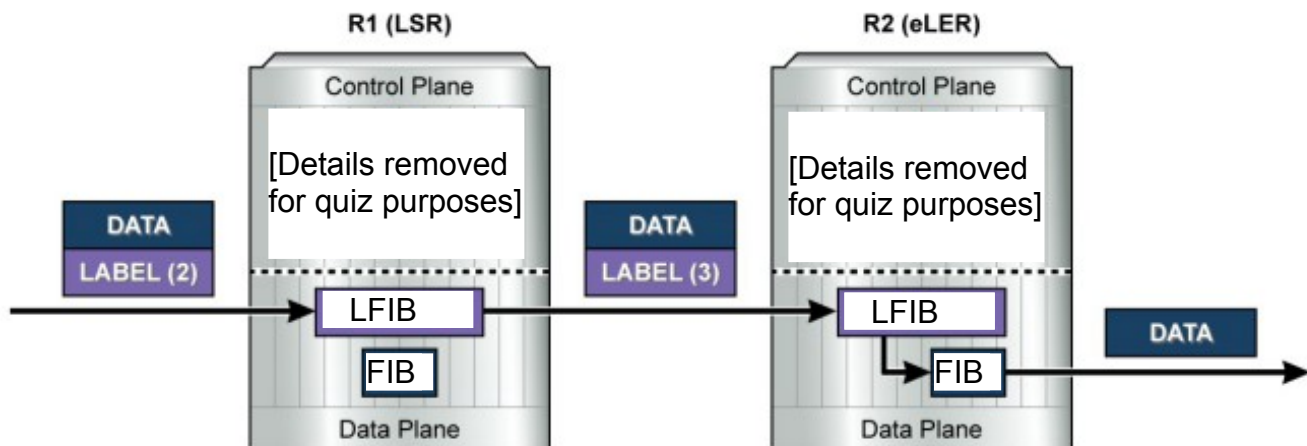 R1 (LSR)
R2 (eLER)
Control Plane
Control Plane
[Details removed
for quiz purposes]
[Details removed
for quiz purposes]
DATA
LABEL (2)
DATA
LABEL (3)
LFIB
LFIB
DATA
FIB
FIB
Data Plane
Data Plane